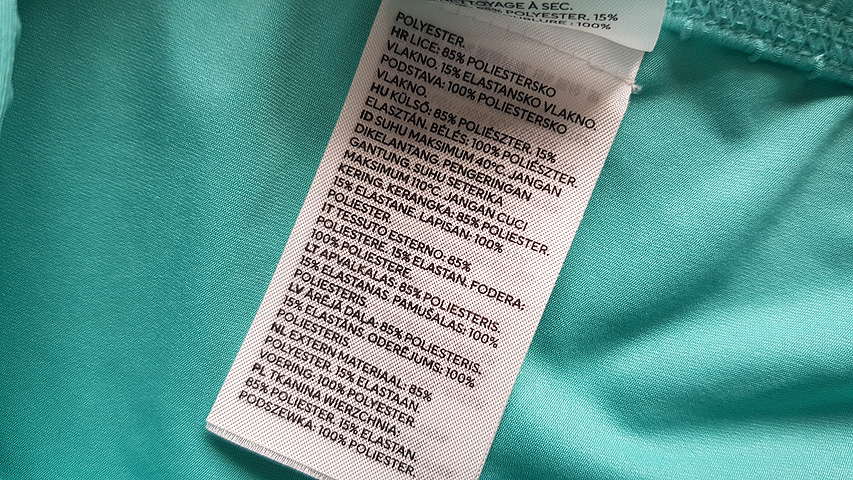 NETTOYAGE À SEC.
85% POLYESTER. 15%
: 100%
POLYESTER.
HR LICE: 85% POLIESTERSKO
VLAKNO. 15% ELASTANSKO VLAKNO.
PODSTAVA: 100% POLIESTERSKO
VLAKNO.
HU KÜLSŐ: 85% POLIÉSZTER. 15%
ELASZTÁN. BÉLÉS: 100% POLIÉSZTER.
ID SUHU MAKSIMUM 40°C. JANGAN
DIKELANTANG. PENGERINGAN
GANTUNG. SUHU SETERIKA
MAKSIMUM 110°C. JANGAN CUCI
KERING. KERANGKA: 85% POLIESTER.
15% ELASTANE. LAPISAN: 100%
POLIESTER.
IT TESSUTO ESTERNO: 85%
POLIESTERE. 15% ELASTAN. FODERA:
100% POLIESTERE.
LT APVALKALAS: 85% POLIESTERIS.
15% ELASTANAS. PAMUŠALAS: 100%
POLIESTERIS.
LV ĀRĒJĀ DAĻA: 85% POLIESTERIS.
15% ELASTĀNS. ODERĒJUMS: 100%
POLIESTERIS.
NL EXTERN MATERIAAL: 85%
POLYESTER. 15% ELASTAAN.
VOERING: 100% POLYESTER.
PL TKANINA WIERZCHNIA:
85% POLIESTER. 15% ELASTAN.
PODSZEWKA: 100% POLIESTER.